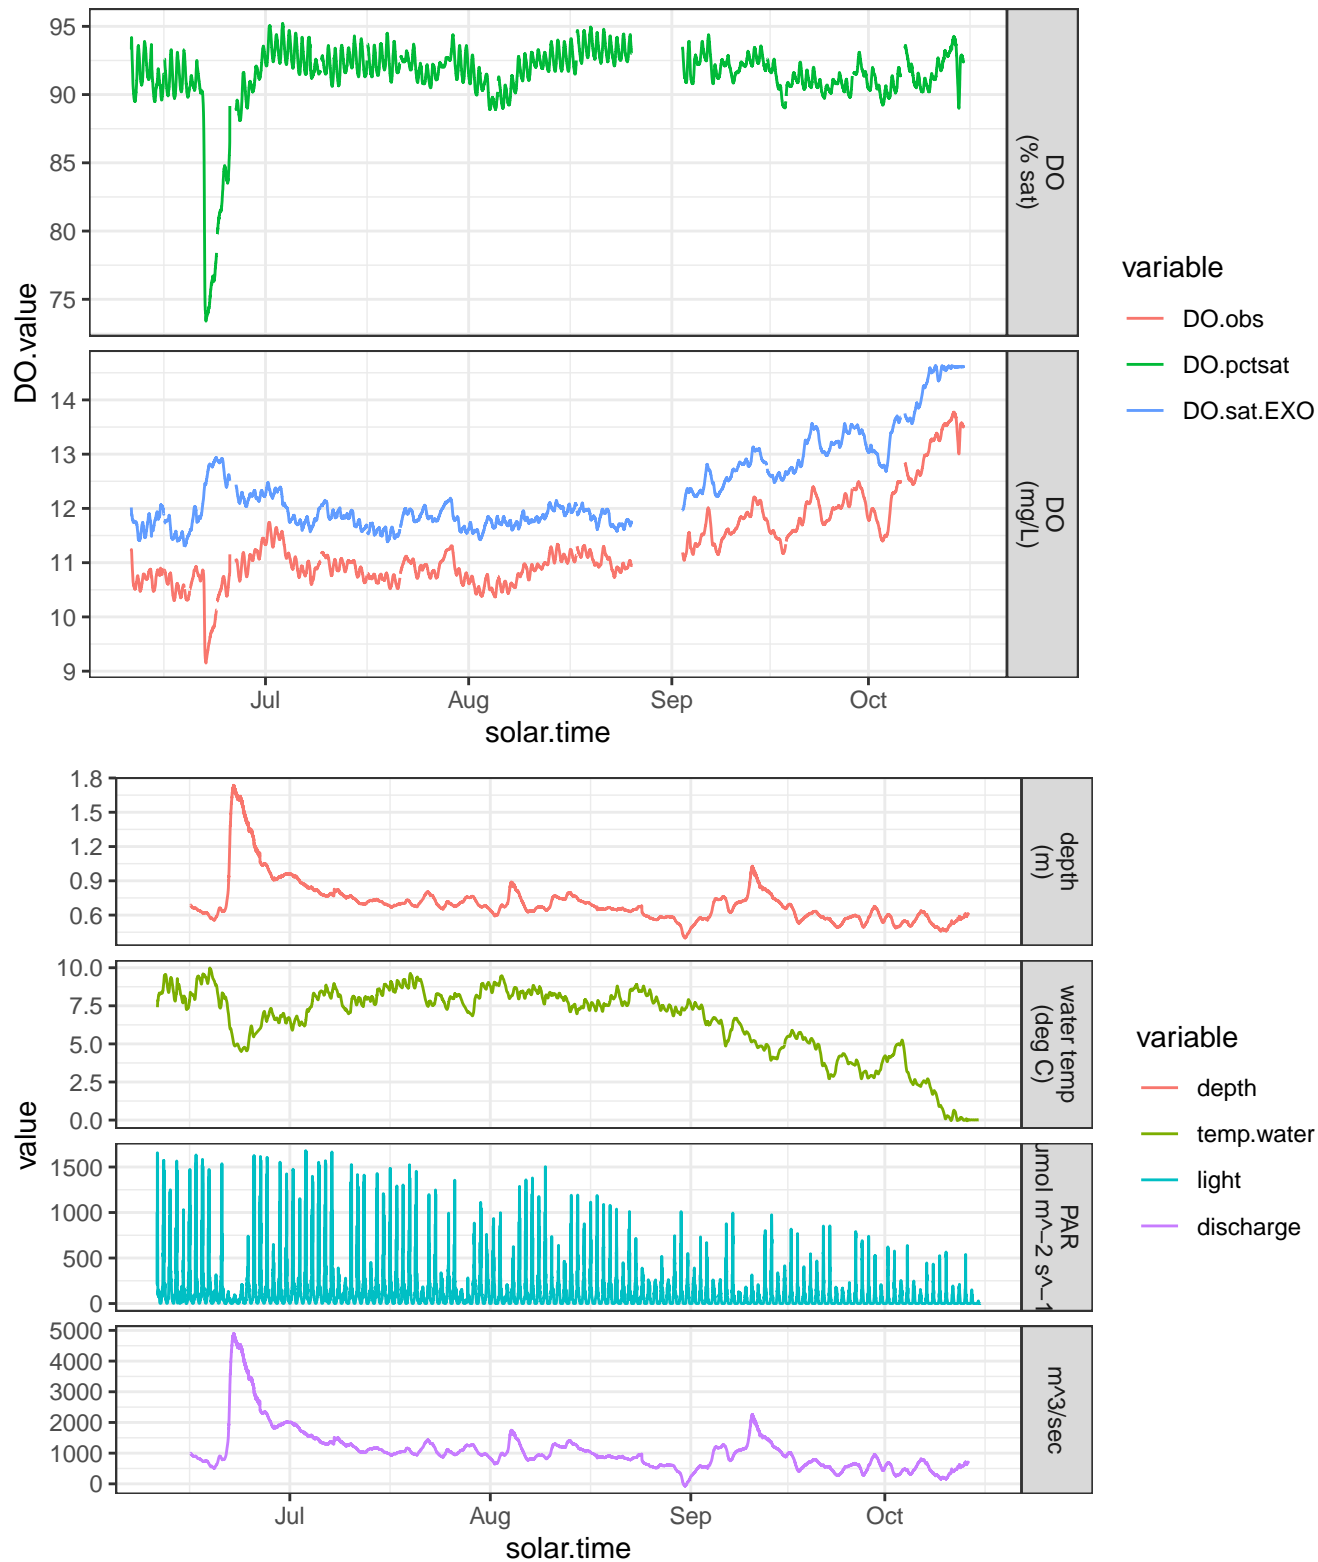 95
90
85
80
75
DO
(% sat)
DO.value
14
13
12
11
10
9
DO
(mg/L)
Jul Aug Sep Oct
solar.time
variable
DO.obs
DO.pctsat
DO.sat.EXO
1.8
1.5
1.2
0.9
0.6
depth
(m)
10.0
7.5
5.0
2.5
0.0
water temp
(deg C)
value
1500
1000
500
0
PAR
umol m^-2 s^-1
5000
4000
3000
2000
1000
0
m^3/sec
Jul Aug Sep Oct
solar.time
variable
depth
temp.water
light
discharge